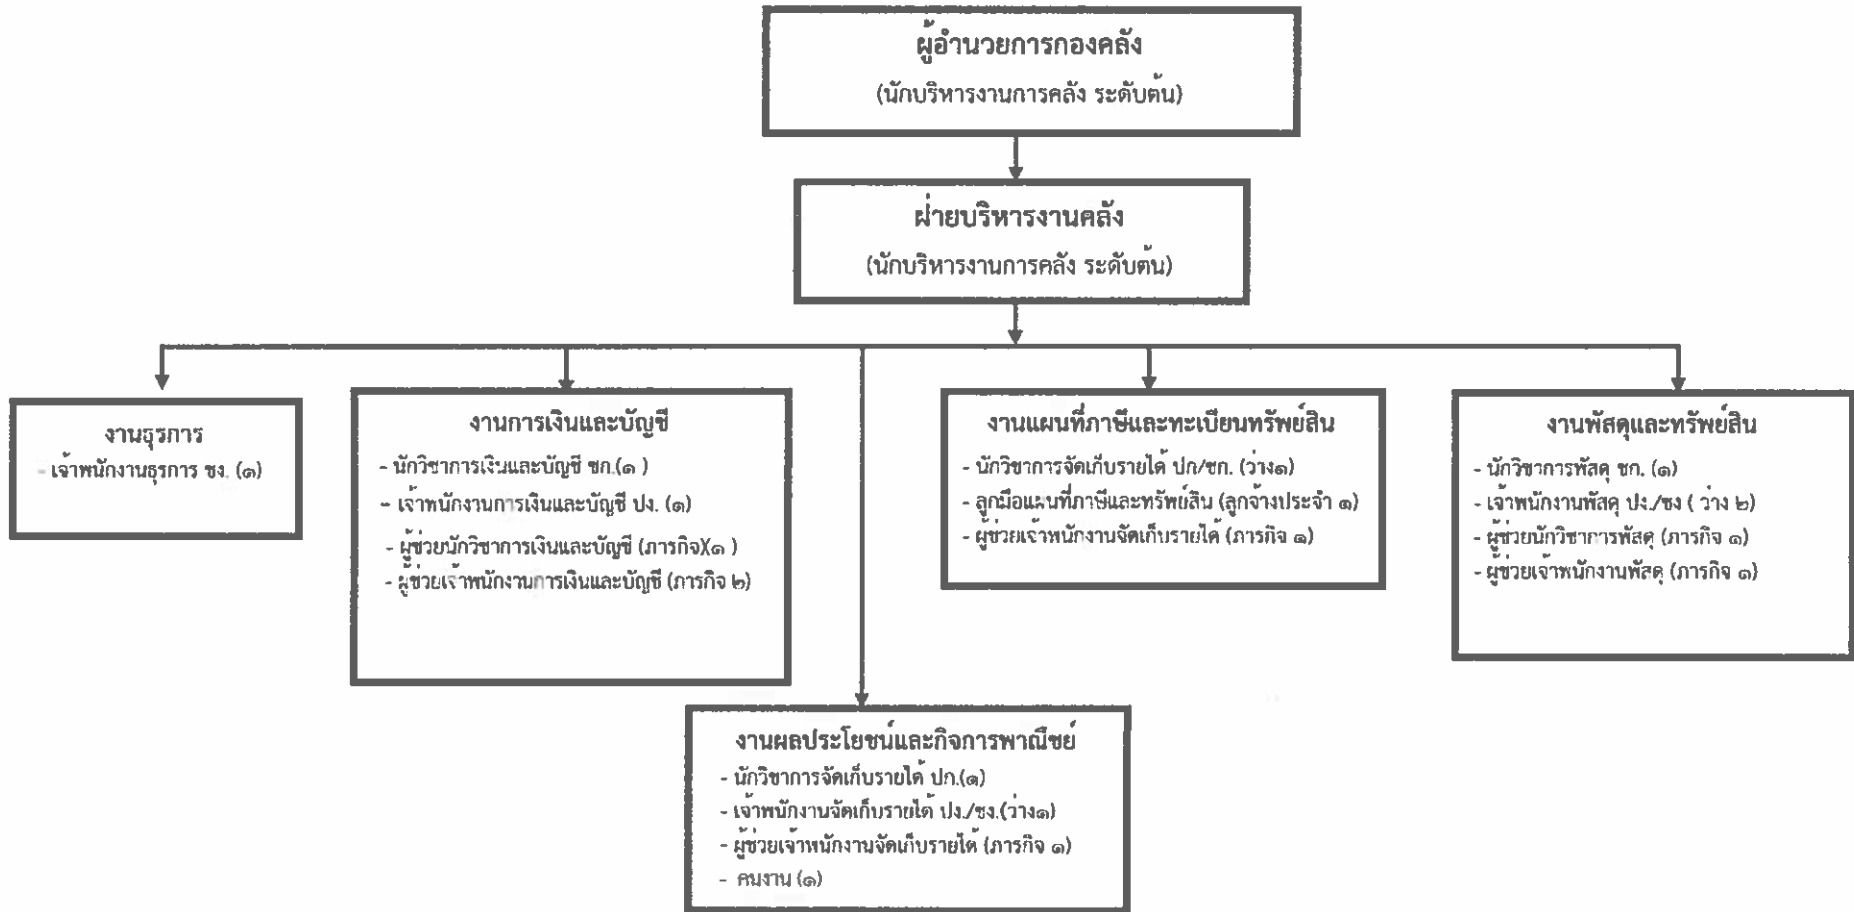 ผู้อำนวยการกองคลัง
(นักบริหารงานการคลัง ระดับต้น)
ฝ่ายบริหารงานคลัง
(นักบริหารงานการคลัง ระดับต้น)
งานธุรการ
- เจ้าพนักงานธุรการ ชง. (๑)
งานการเงินและบัญชี
- นักวิชาการเงินและบัญชี ชก.(๑ )
- เจ้าพนักงานการเงินและบัญชี ปง. (๑)
- ผู้ช่วยนักวิชาการเงินและบัญชี (ภารกิจ)(๑ )
- ผู้ช่วยเจ้าพนักงานการเงินและบัญชี (ภารกิจ ๒)
งานแผนที่ภาษีและทะเบียนทรัพย์สิน
- นักวิชาการจัดเก็บรายได้ ปก/ชก. (ว่าง๑)
- ลูกมือแผนที่ภาษีและทรัพย์สิน (ลูกจ้างประจำ ๑)
- ผู้ช่วยเจ้าพนักงานจัดเก็บรายได้ (ภารกิจ ๑)
งานพัสดุและทรัพย์สิน
- นักวิชาการพัสดุ ชก. (๑)
- เจ้าพนักงานพัสดุ ปง./ชง ( ว่าง ๒)
- ผู้ช่วยนักวิชาการพัสดุ (ภารกิจ ๑)
- ผู้ช่วยเจ้าพนักงานพัสดุ (ภารกิจ ๑)
งานผลประโยชน์และกิจการพาณิชย์
- นักวิชาการจัดเก็บรายได้ ปก.(๑)
- เจ้าพนักงานจัดเก็บรายได้ ปง./ชง.(ว่าง๑)
- ผู้ช่วยเจ้าพนักงานจัดเก็บรายได้ (ภารกิจ ๑)
- คนงาน (๑)